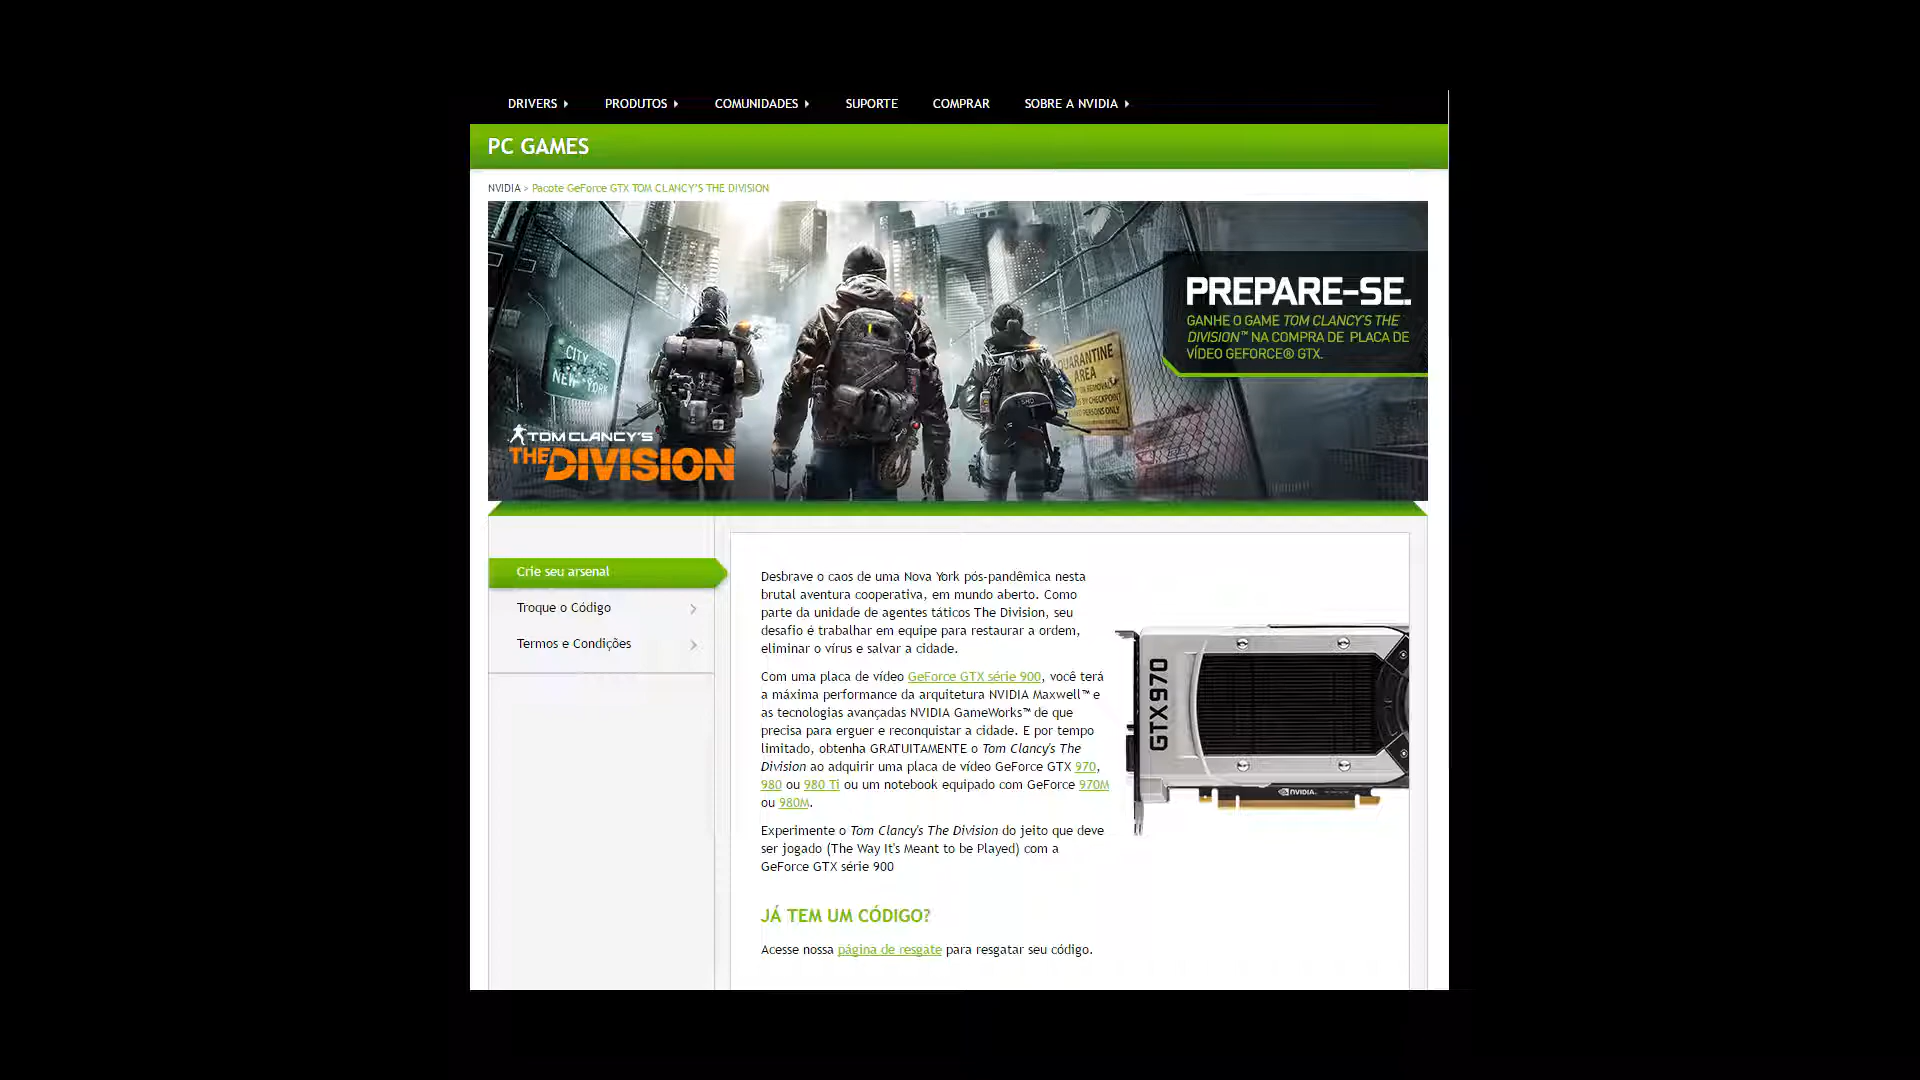 DRIVERS PRODUTOS COMUNIDADES SUPORTE COMPRAR SOBRE A NVIDIA
PC GAMES
NVIDIA > Pacote GeForce GTX TOM CLANCY'S THE DIVISION
PREPARE-SE.
GANHE O GAME TOM CLANCY'S THE
DIVISION™ NA COMPRA DE PLACA DE
VÍDEO GEFORCE® GTX.
CITY
NEW YORK
QUARANTINE
AREA
BY CHECKPOINT
PERSONS ONLY
TOM CLANCY'S
THE DIVISION
Crie seu arsenal
Troque o Código
Termos e Condições
Desbrave o caos de uma Nova York pós-pandêmica nesta
brutal aventura cooperativa, em mundo aberto. Como
parte da unidade de agentes táticos The Division, seu
desafio é trabalhar em equipe para restaurar a ordem,
eliminar o vírus e salvar a cidade.
Com uma placa de vídeo GeForce GTX série 900, você terá
a máxima performance da arquitetura NVIDIA Maxwell™ e
as tecnologias avançadas NVIDIA GameWorks™ de que
precisa para erguer e reconquistar a cidade. E por tempo
limitado, obtenha GRATUITAMENTE o Tom Clancy's The
Division ao adquirir uma placa de vídeo GeForce GTX 970,
980 ou 980 Ti ou um notebook equipado com GeForce 970M
ou 980M.
Experimente o Tom Clancy's The Division do jeito que deve
ser jogado (The Way It's Meant to be Played) com a
GeForce GTX série 900
GTX 970
NVIDIA.
JÁ TEM UM CÓDIGO?
Acesse nossa página de resgate para resgatar seu código.